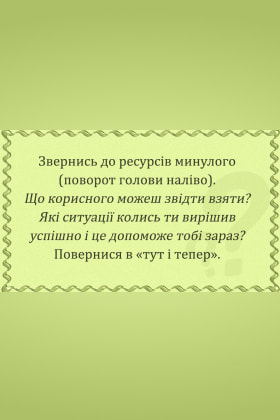 Звернись до ресурсів минулого
(поворот голови наліво).
Що корисного можеш звідти взяти?
Які ситуації колись ти вирішив
успішно і це допоможе тобі зараз?
Повернися в «тут і тепер».